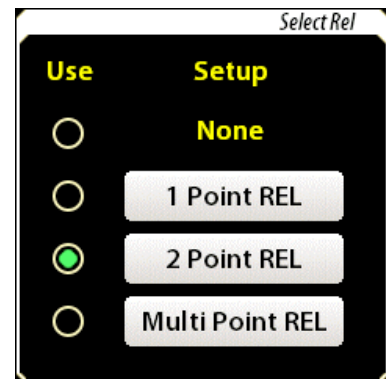 Select Rel
Use Setup
None
1 Point REL
2 Point REL
Multi Point REL